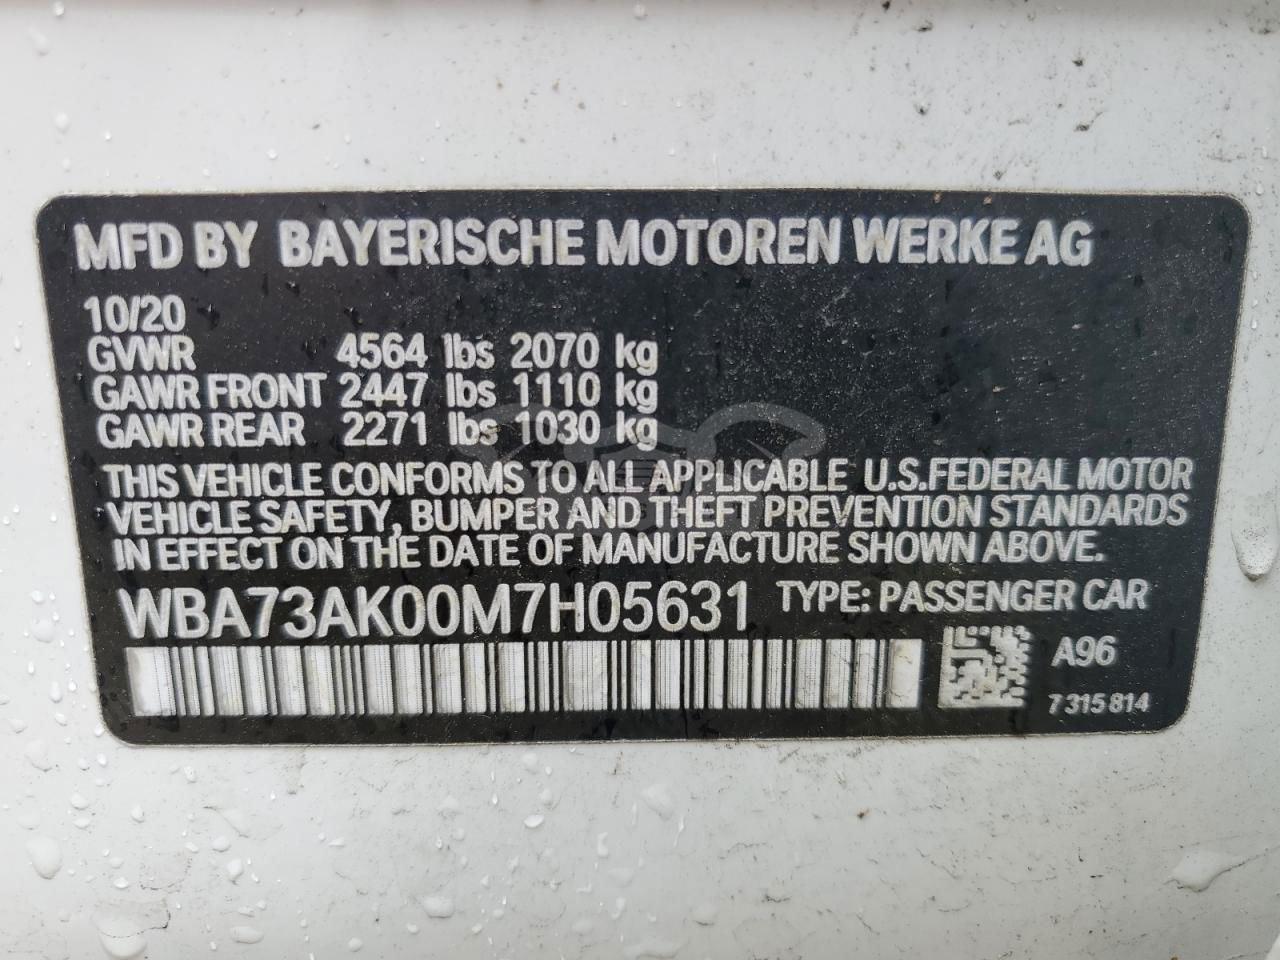 MFD BY BAYERISCHE MOTOREN WERKE AG
10/20
GVWR 4564 lbs 2070 kg
GAWR FRONT 2447 lbs 1110 kg
GAWR REAR 2271 lbs 1030 kg
THIS VEHICLE CONFORMS TO ALL APPLICABLE U.S. FEDERAL MOTOR
VEHICLE SAFETY, BUMPER AND THEFT PREVENTION STANDARDS
IN EFFECT ON THE DATE OF MANUFACTURE SHOWN ABOVE.
WBA73AK00M7H05631 TYPE: PASSENGER CAR
A96
7 315 814